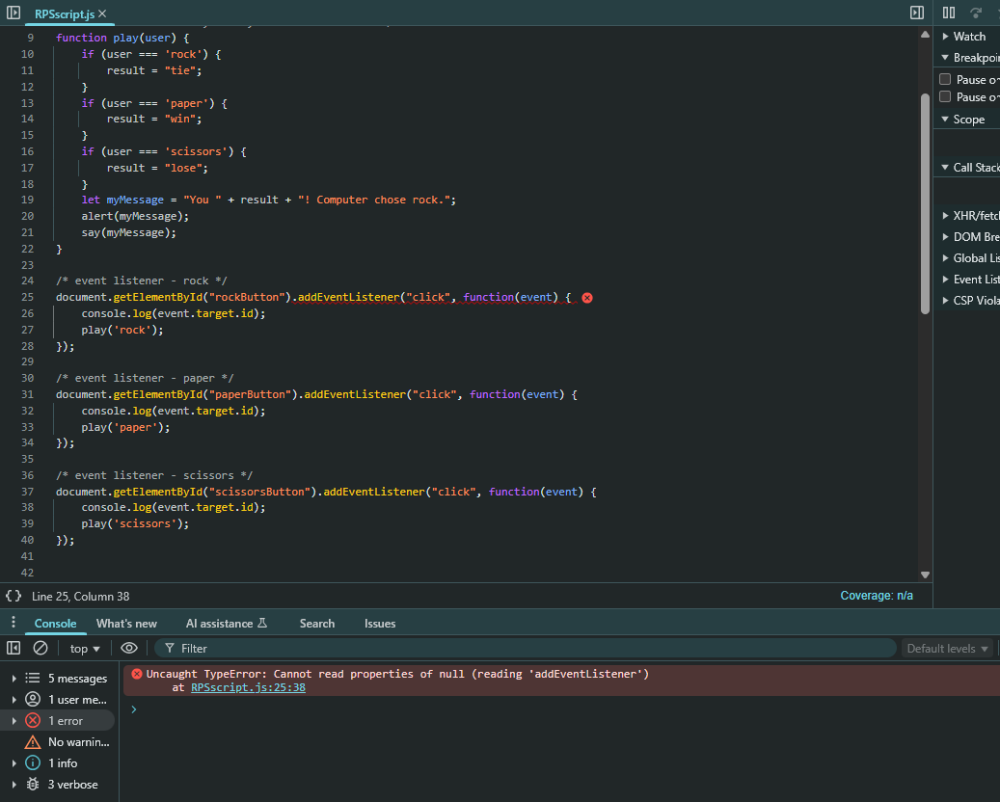 RPSscript.js
9 function play(user) {
10 if (user === 'rock') {
11 result = "tie";
12 }
13 if (user === 'paper') {
14 result = "win";
15 }
16 if (user === 'scissors') {
17 result = "lose";
18 }
19 let myMessage = "You " + result + "! Computer chose rock.";
20 alert(myMessage);
21 say(myMessage);
22 }
23
24 /* event listener - rock */
25 document.getElementById("rockButton").addEventListener("click", function(event) {
26 console.log(event.target.id);
27 play('rock');
28 });
29
30 /* event listener - paper */
31 document.getElementById("paperButton").addEventListener("click", function(event) {
32 console.log(event.target.id);
33 play('paper');
34 });
35
36 /* event listener - scissors */
37 document.getElementById("scissorsButton").addEventListener("click", function(event) {
38 console.log(event.target.id);
39 play('scissors');
40 });
41
42
Watch
Breakpoi
Pause o
Pause o
Scope
Call Stack
XHR/fetc
DOM Bre
Global Lis
Event List
CSP Viola
{} Line 25, Column 38 Coverage: n/a
Console What's new AI assistance Search Issues
top Filter Default levels
5 messages
1 user me...
1 error
No warnin...
1 info
3 verbose
Uncaught TypeError: Cannot read properties of null (reading 'addEventListener')
at RPSscript.js:25:38